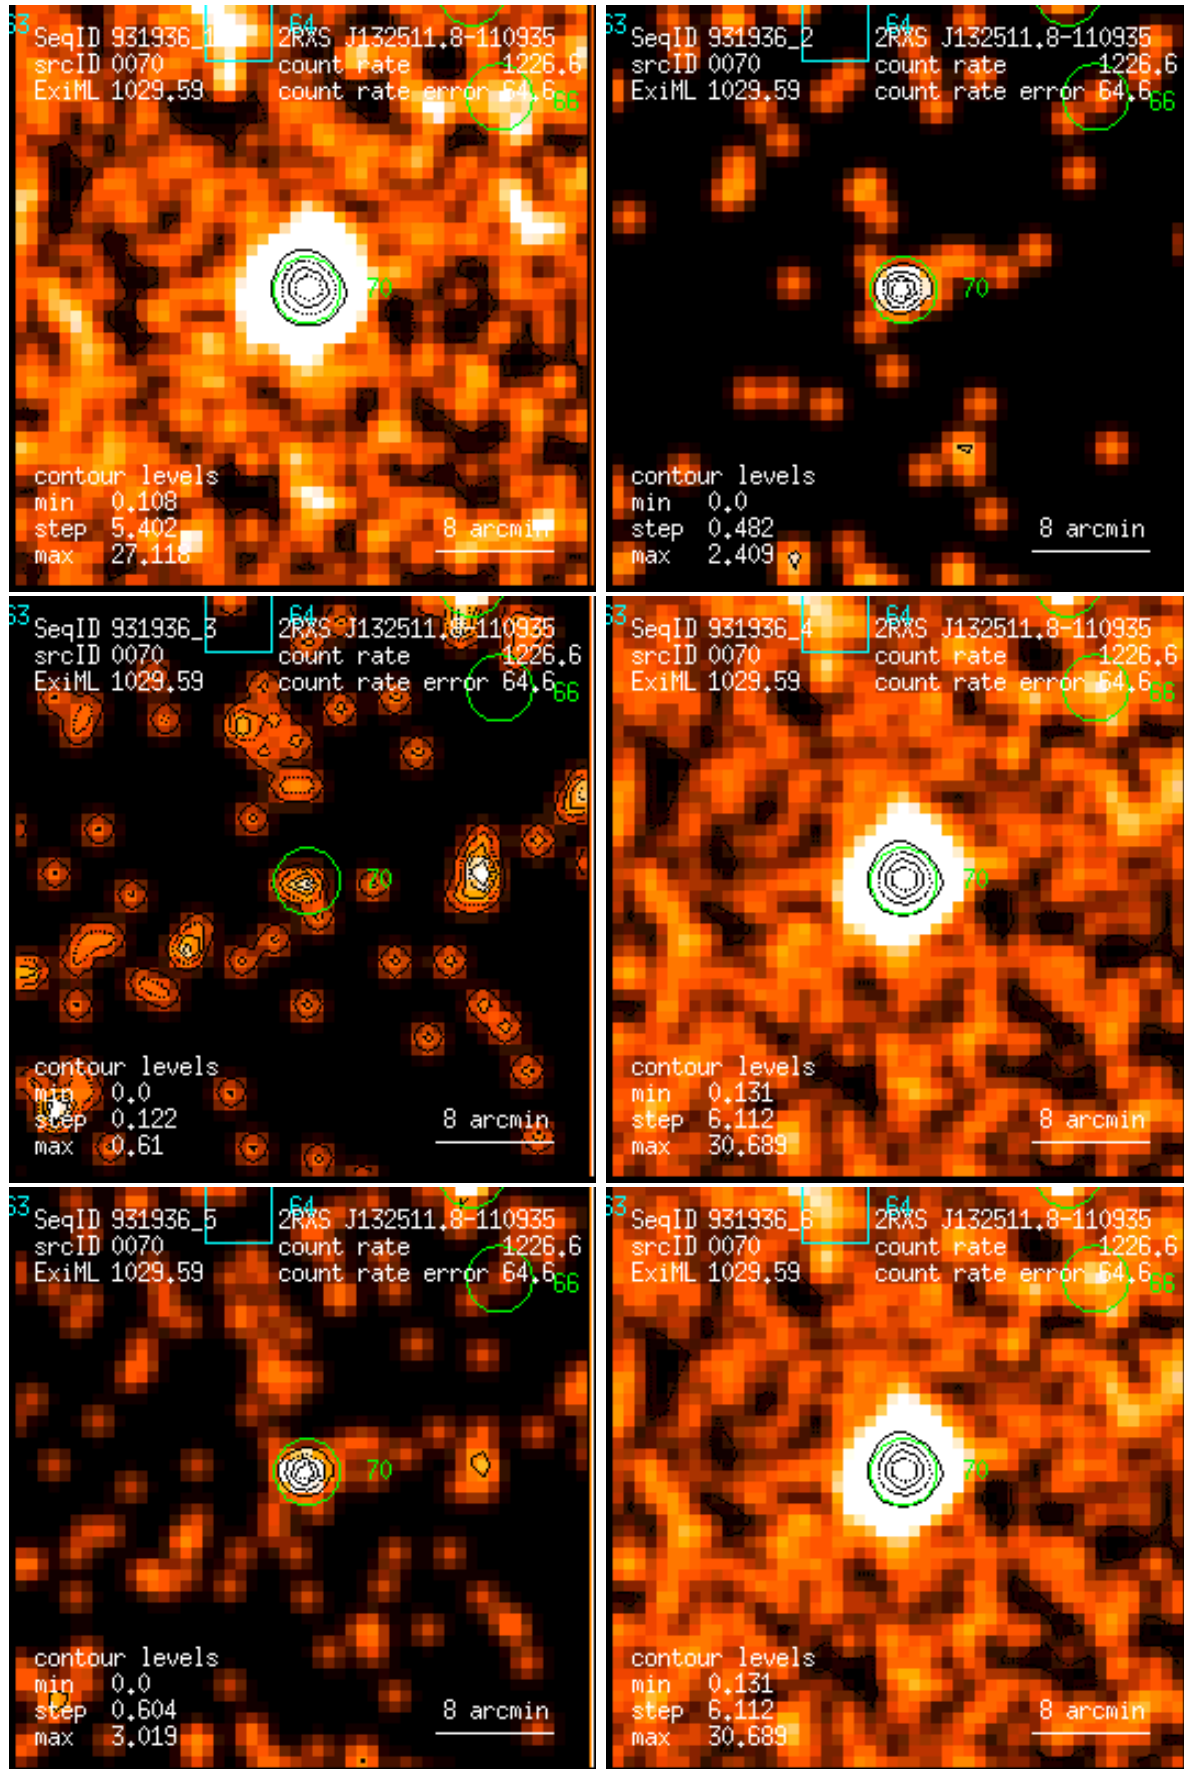 63 64
SeqID 931936_1 2RXS J132511.8-110935
srcID 0070 count rate 1226.6
ExiML 1029.59 count rate error 64.6
66
70
contour levels
min 0.108
step 5.402 8 arcmin
max 27.118
63 64
SeqID 931936_2 2RXS J132511.8-110935
srcID 0070 count rate 1226.6
ExiML 1029.59 count rate error 64.6
66
70
contour levels
min 0.0
step 0.482 8 arcmin
max 2.409
63 64
SeqID 931936_3 2RXS J132511.8-110935
srcID 0070 count rate 1226.6
ExiML 1029.59 count rate error 64.6
66
70
contour levels
min 0.0
step 0.122 8 arcmin
max 0.61
63 64
SeqID 931936_4 2RXS J132511.8-110935
srcID 0070 count rate 1226.6
ExiML 1029.59 count rate error 64.6
66
70
contour levels
min 0.131
step 6.112 8 arcmin
max 30.689
63 64
SeqID 931936_5 2RXS J132511.8-110935
srcID 0070 count rate 1226.6
ExiML 1029.59 count rate error 64.6
66
70
contour levels
min 0.0
step 0.604 8 arcmin
max 3.019
63 64
SeqID 931936_6 2RXS J132511.8-110935
srcID 0070 count rate 1226.6
ExiML 1029.59 count rate error 64.6
66
70
contour levels
min 0.131
step 6.112 8 arcmin
max 30.689